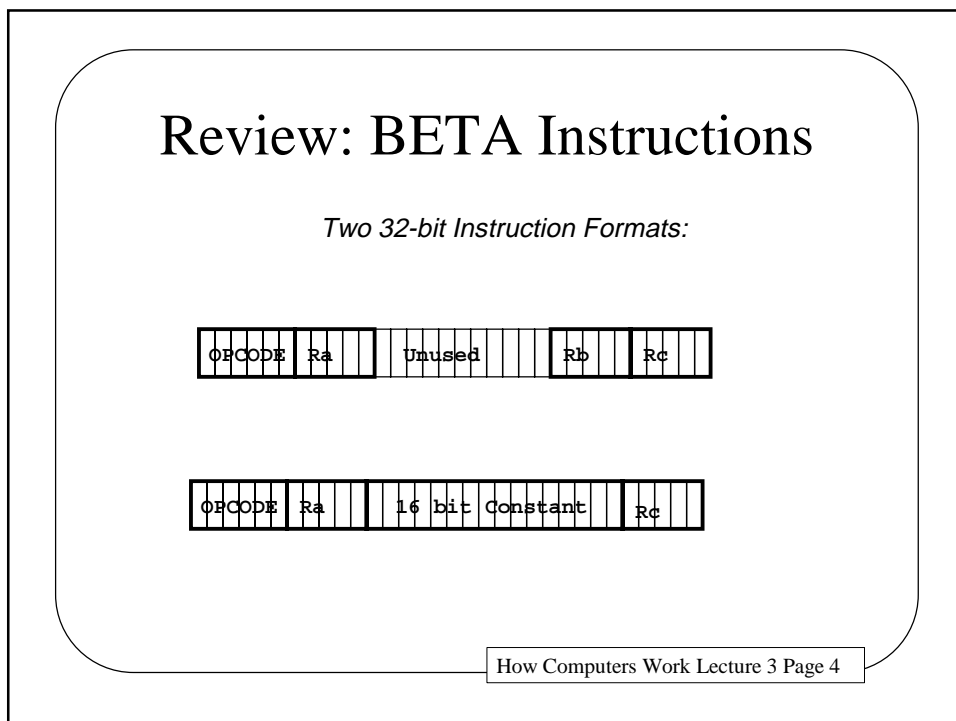 Review: BETA Instructions
Two 32-bit Instruction Formats:
OPCODE Ra Unused Rb Rc
OPCODE Ra 16 bit Constant Rc
How Computers Work Lecture 3 Page 4